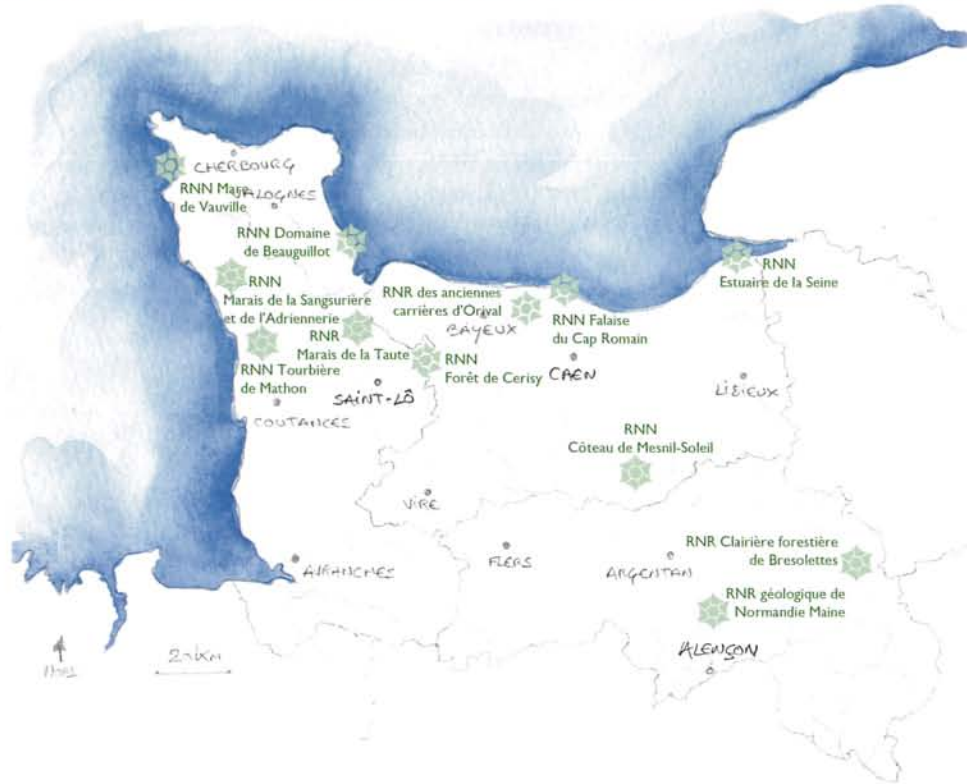 CHERBOURG
RNN Mare
de Vauville
VALOGNES
RNN Domaine
de Beauguillot
RNN
Marais de la Sangsurière
et de l'Adriennerie
RNR des anciennes
carrières d'Orival
BAYEUX
RNN Falaise
du Cap Romain
RNN
Estuaire de la Seine
RNR
Marais de la Taute
RNN
Forêt de Cerisy
CAEN
RNN Tourbière
de Mathon
SAINT-LÔ
LISIEUX
COUTANCES
RNN
Côteau de Mesnil-Soleil
VIRE
FLERS
ARGENTAN
AVRANCHES
RNR Clairière forestière
de Bresolettes
RNR géologique de
Normandie Maine
ALENÇON